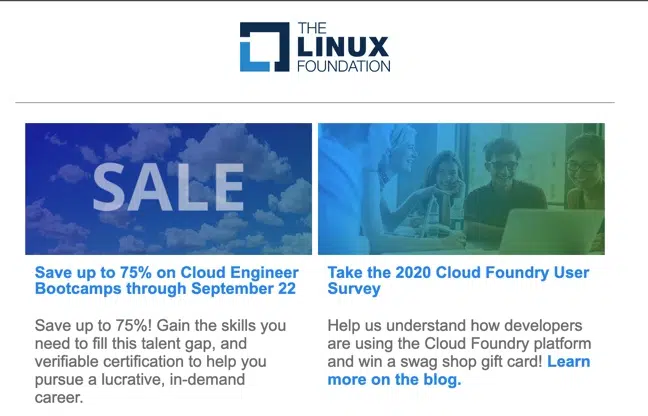 THE
LINUX
FOUNDATION
SALE
Save up to 75% on Cloud Engineer
Bootcamps through September 22
Save up to 75%! Gain the skills you
need to fill this talent gap, and
verifiable certification to help you
pursue a lucrative, in-demand
career.
Take the 2020 Cloud Foundry User
Survey
Help us understand how developers
are using the Cloud Foundry platform
and win a swag shop gift card! Learn
more on the blog.